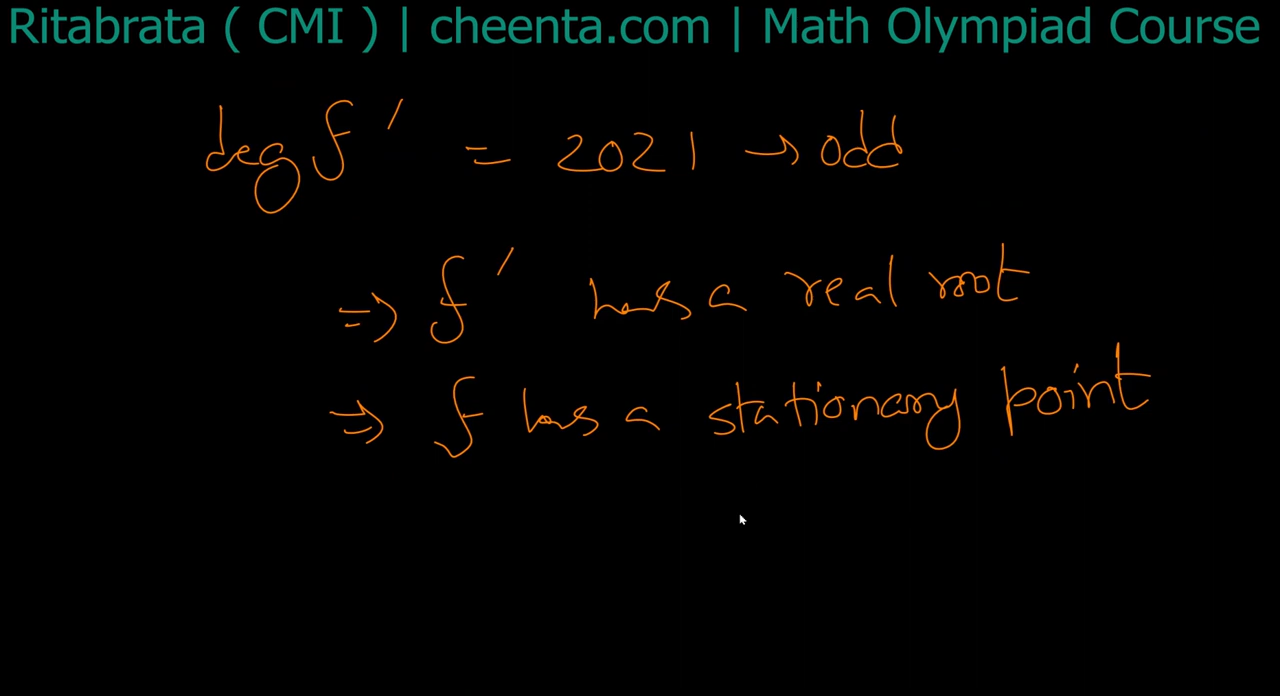 Ritabrata ( CMI ) | cheenta.com | Math Olympiad Course
deg f' = 2021 → odd
⇒ f' has a real root
⇒ f has a stationary point